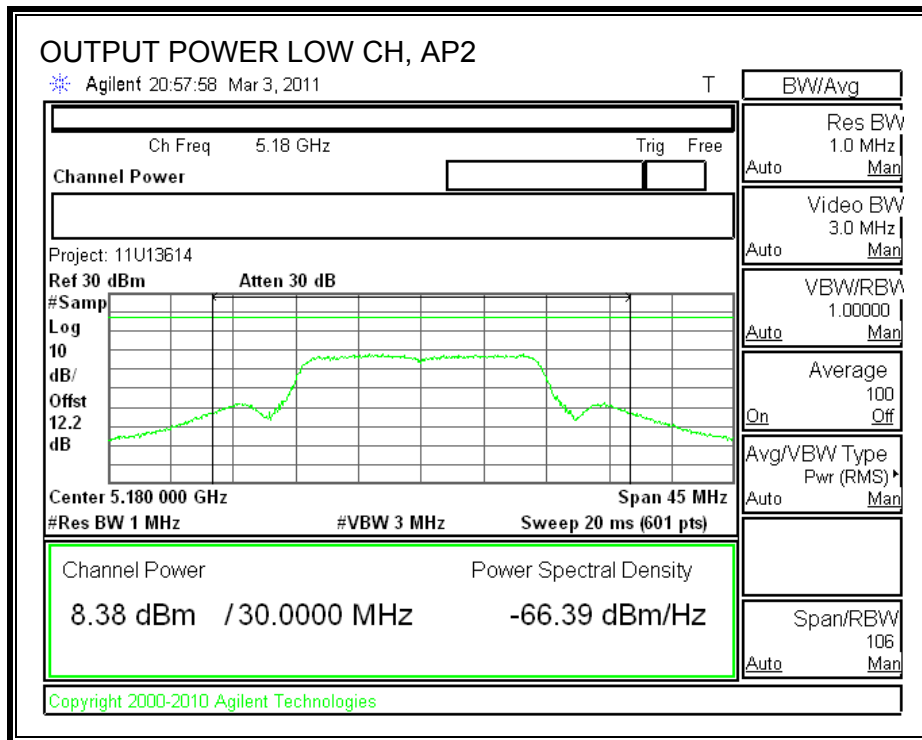 OUTPUT POWER LOW CH, AP2
Agilent 20:57:58 Mar 3, 2011 T
BW/Avg
Ch Freq 5.18 GHz Trig Free
Channel Power
Project: 11U13614
Ref 30 dBm Atten 30 dB
#Samp
Log
10
dB/
Offst
12.2
dB
Center 5.180 000 GHz Span 45 MHz
#Res BW 1 MHz #VBW 3 MHz Sweep 20 ms (601 pts)
Channel Power Power Spectral Density
8.38 dBm /30.0000 MHz -66.39 dBm/Hz
Res BW
1.0 MHz
Auto Man
Video BW
3.0 MHz
Auto Man
VBW/RBW
1.00000
Auto Man
Average
100
On Off
Avg/VBW Type
Pwr (RMS)
Auto Man
Span/RBW
106
Auto Man
Copyright 2000-2010 Agilent Technologies